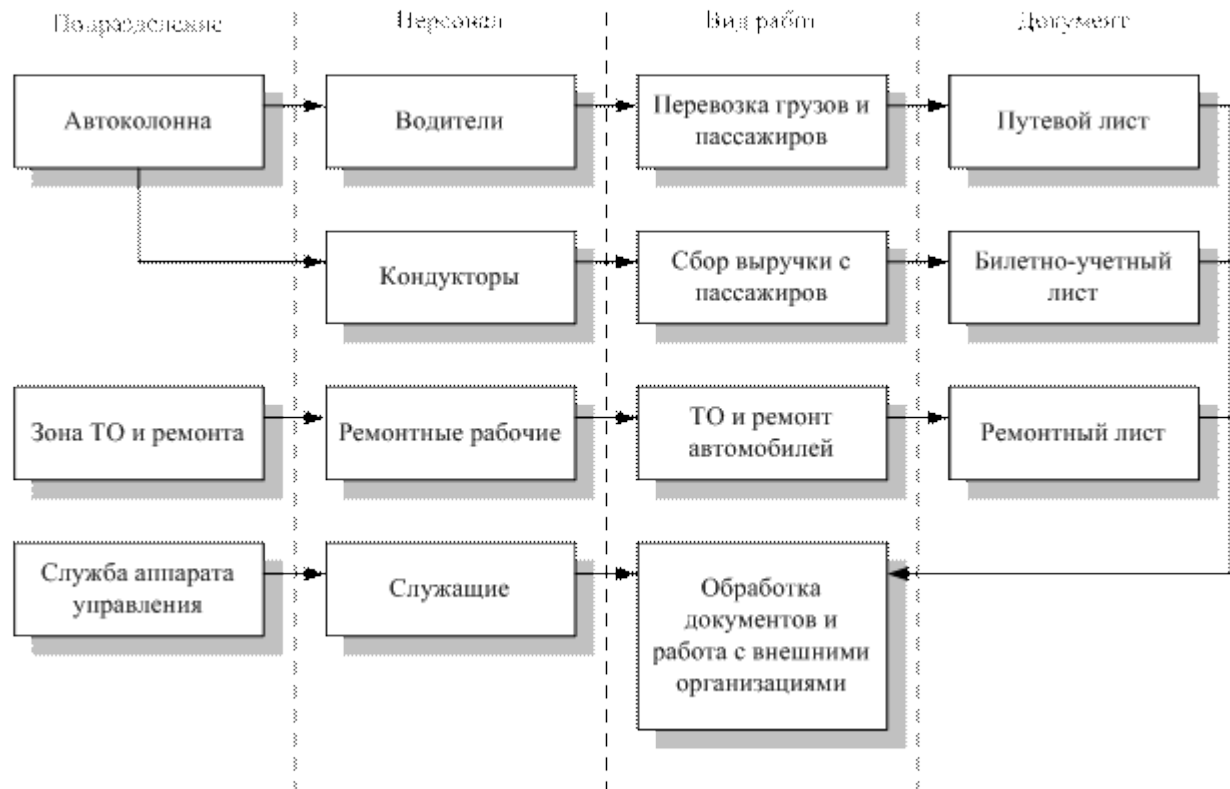 Подразделение Персонал Вид работ Документ
Автоколонна
Водители
Перевозка грузов и
пассажиров
Путевой лист
Кондукторы
Сбор выручки с
пассажиров
Билетно-учетный
лист
Зона ТО и ремонта
Ремонтные рабочие
ТО и ремонт
автомобилей
Ремонтный лист
Служба аппарата
управления
Служащие
Обработка
документов и
работа с внешними
организациями